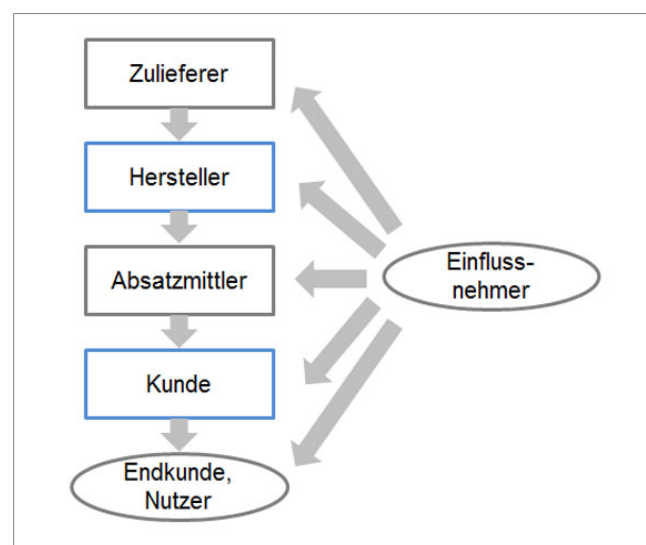 Zulieferer
Hersteller
Absatzmittler
Kunde
Endkunde,
Nutzer
Einfluss-
nehmer